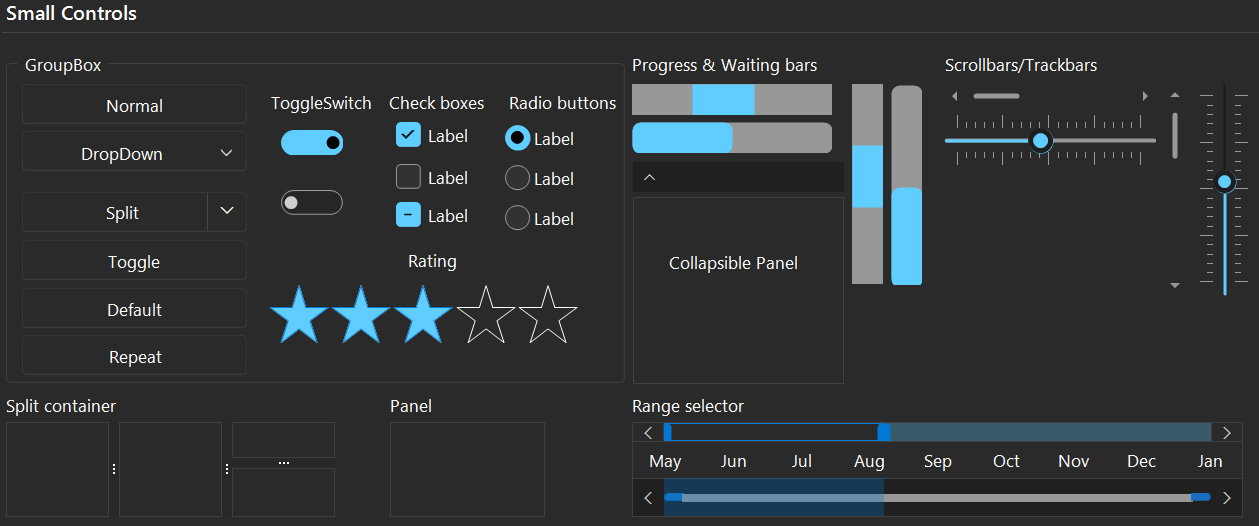 Small Controls
GroupBox
Normal
DropDown
Split
Toggle
Default
Repeat
ToggleSwitch
Check boxes
Label
Label
Label
Radio buttons
Label
Label
Label
Rating
Progress & Waiting bars
Collapsible Panel
Scrollbars/Trackbars
Split container
Panel
Range selector
May Jun Jul Aug Sep Oct Nov Dec Jan